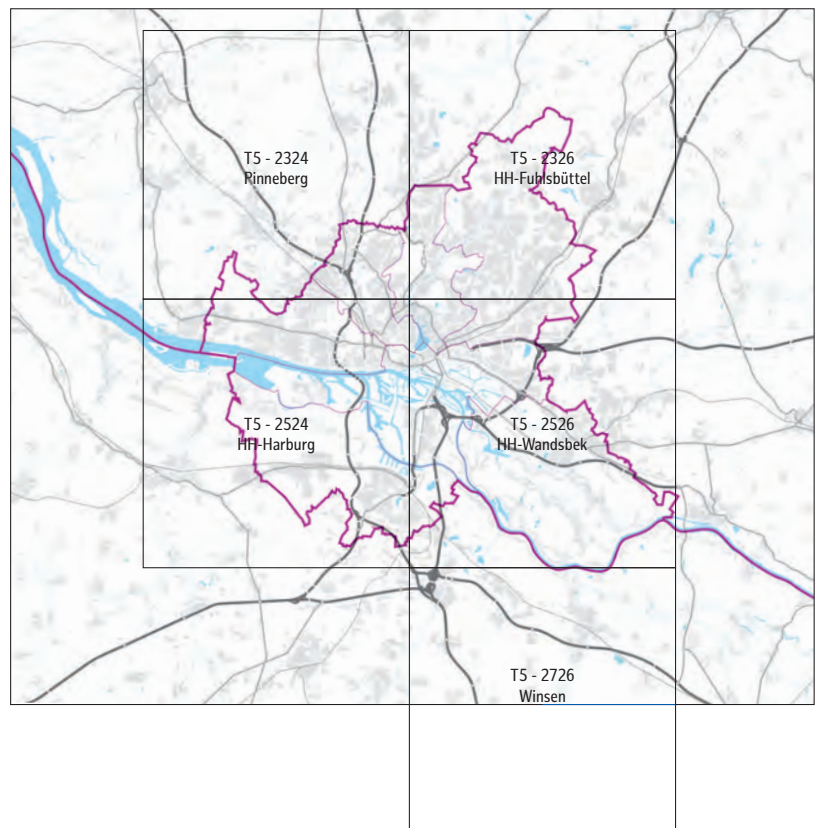 T5 - 2324
Pinneberg
T5 - 2326
HH-Fuhlsbüttel
T5 - 2524
HH-Harburg
T5 - 2526
HH-Wandsbek
T5 - 2726
Winsen